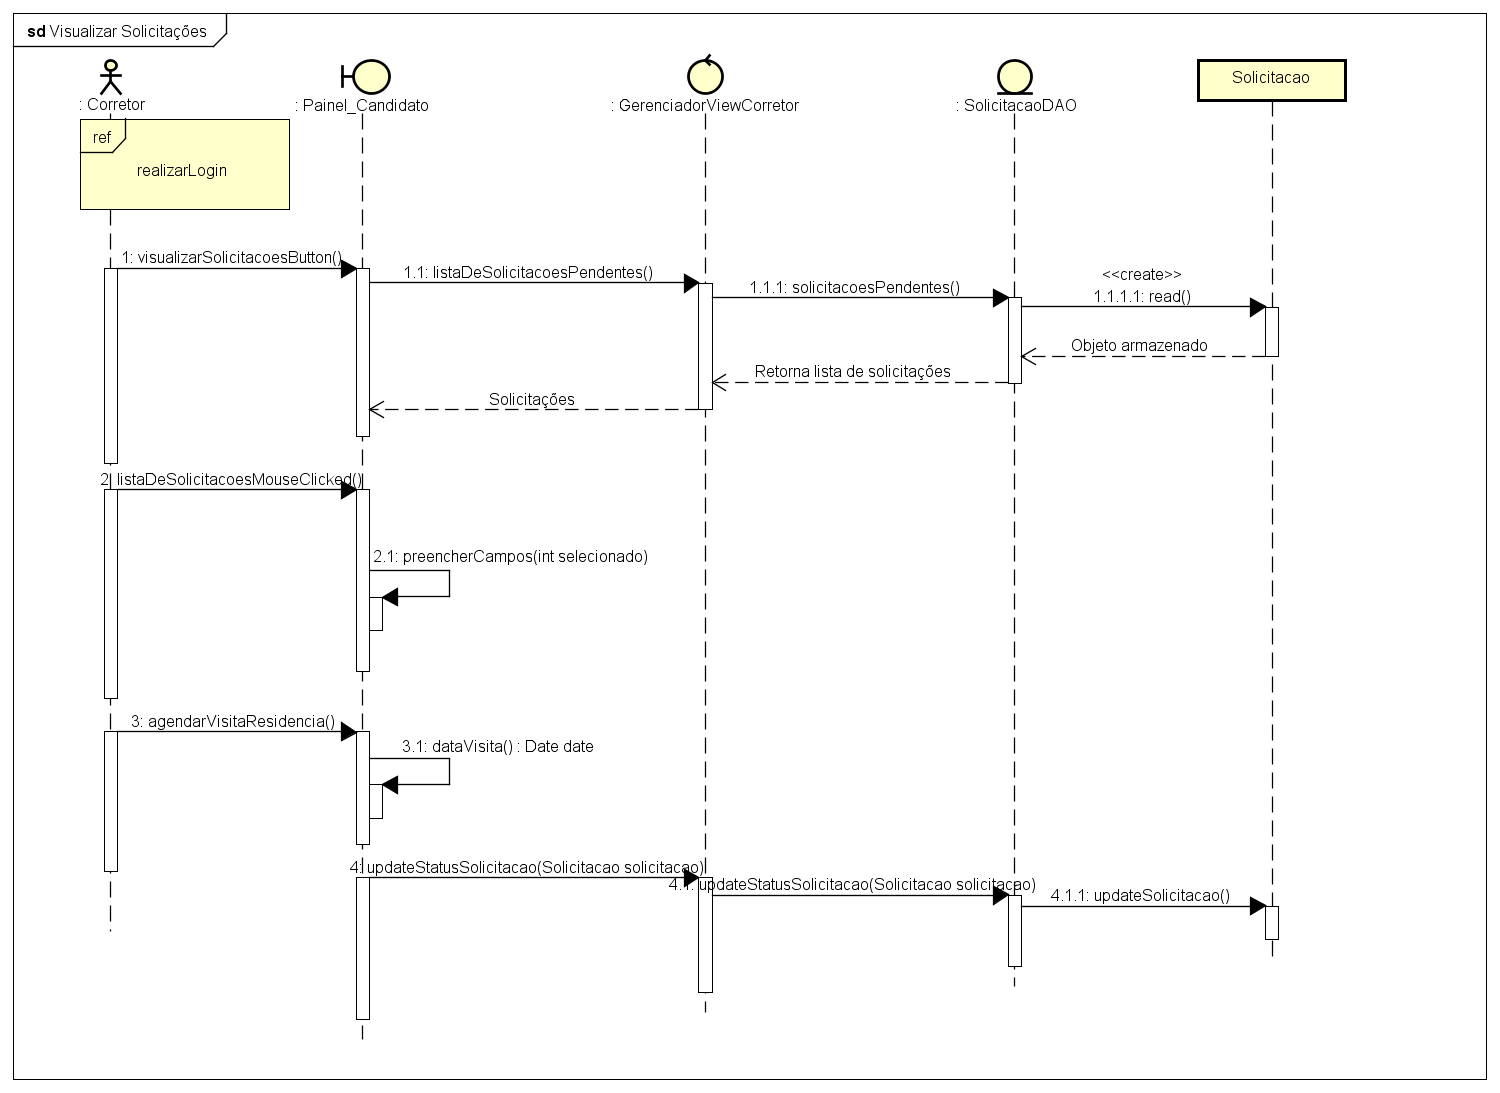 sd Visualizar Solicitações
: Corretor
: Painel_Candidato
: GerenciadorViewCorretor
: SolicitacaoDAO
Solicitacao
ref
realizarLogin
1: visualizarSolicitacoesButton()
1.1: listaDeSolicitacoesPendentes()
1.1.1: solicitacoesPendentes()
<<create>>
1.1.1.1: read()
Objeto armazenado
Retorna lista de solicitações
Solicitações
2: listaDeSolicitacoesMouseClicked()
2.1: preencherCampos(int selecionado)
3: agendarVisitaResidencia()
3.1: dataVisita() : Date date
4: updateStatusSolicitacao(Solicitacao solicitacao)
4.1: updateStatusSolicitacao(Solicitacao solicitacao)
4.1.1: updateSolicitacao()